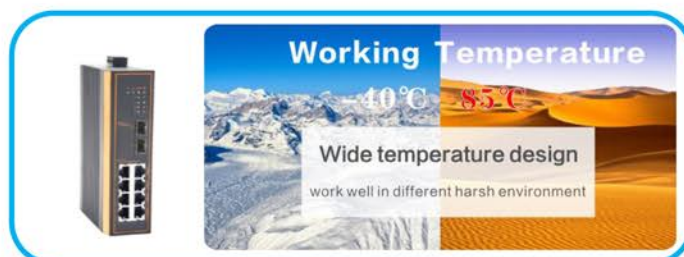 Working Temperature
40℃ 85℃
Wide temperature design
work well in different harsh environment